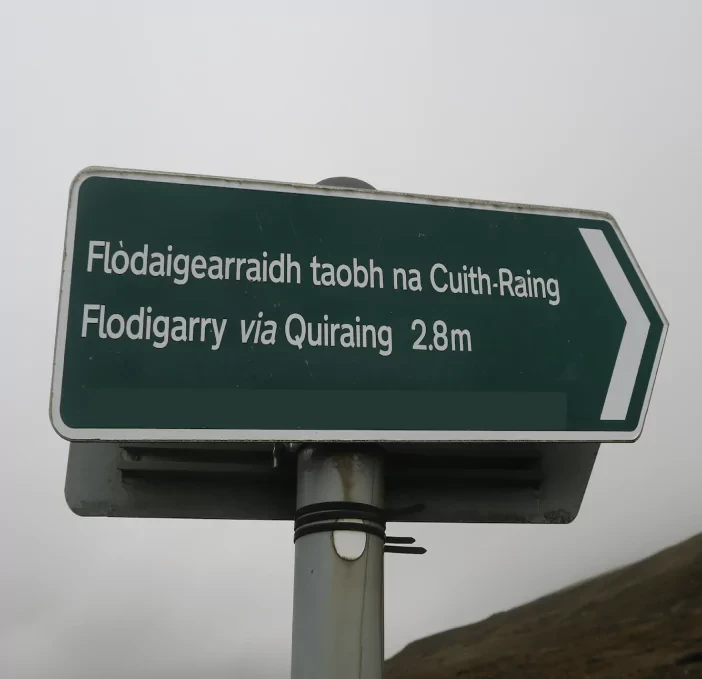 Flòdaigearraidh taobh na Cuith-Raing
Flodigarry via Quiraing 2.8m